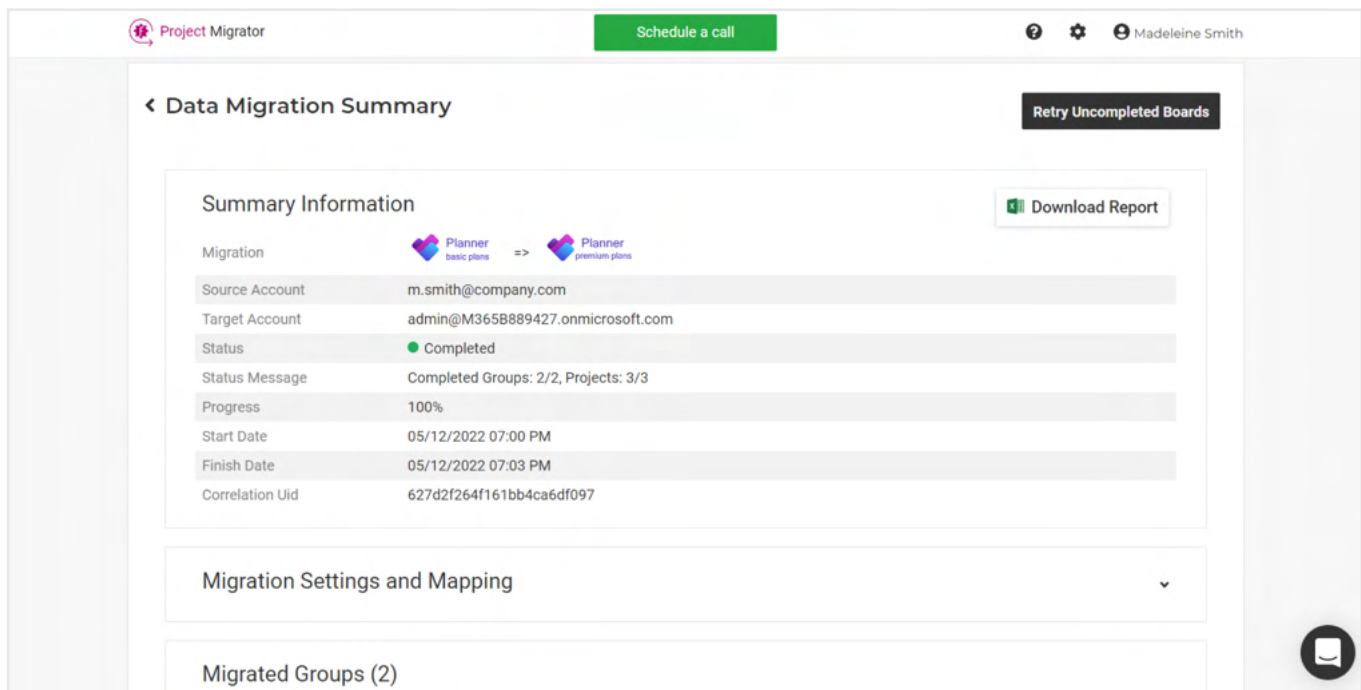 Project Migrator
Schedule a call
Madeleine Smith
Data Migration Summary
Retry Uncompleted Boards
Summary Information
Download Report
Migration
Planner
basic plans
=>
Planner
premium plans
Source Account m.smith@company.com
Target Account admin@M365B889427.onmicrosoft.com
Status Completed
Status Message Completed Groups: 2/2, Projects: 3/3
Progress 100%
Start Date 05/12/2022 07:00 PM
Finish Date 05/12/2022 07:03 PM
Correlation Uid 627d2f264f161bb4ca6df097
Migration Settings and Mapping
Migrated Groups (2)